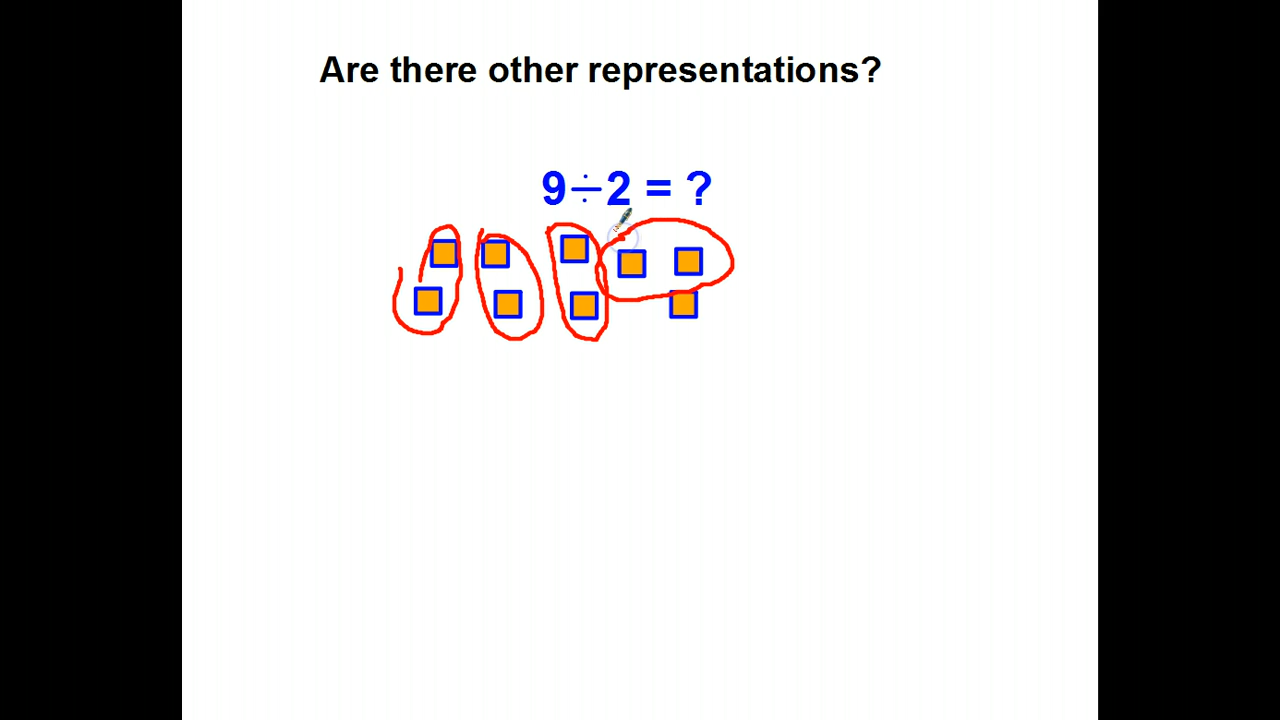 Are there other representations?
9÷2 = ?